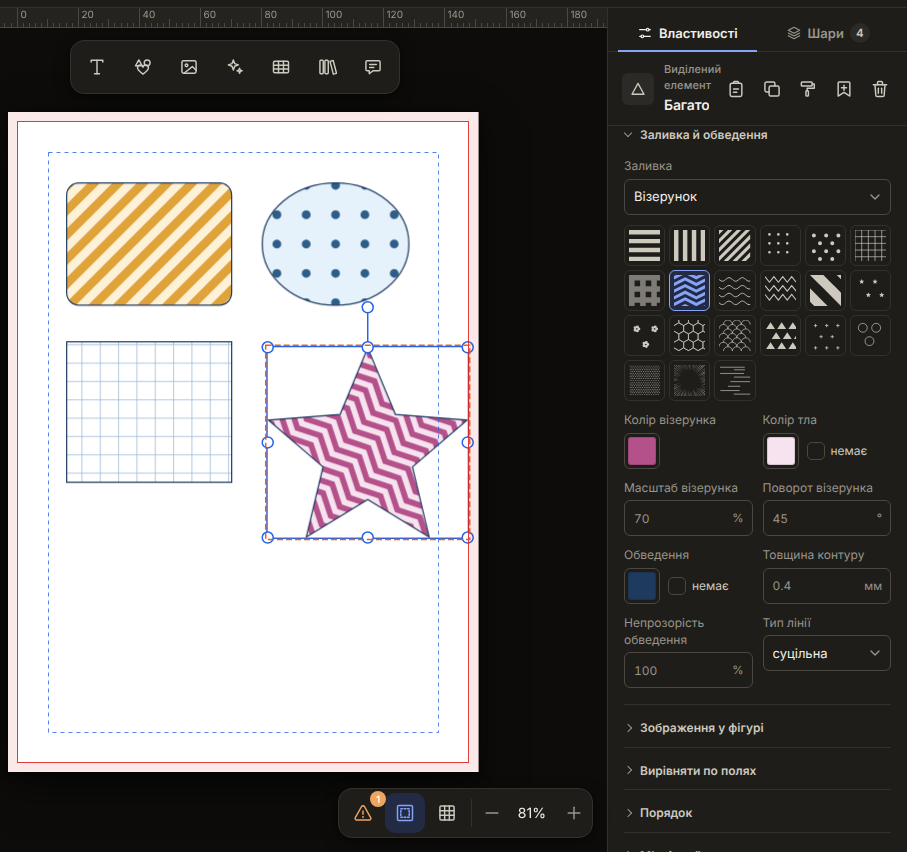 0 20 40 60 80 100 120 140 160 180
Властивості
Шари 4
Виділений
елемент
Багато
Заливка й обведення
Заливка
Візерунок
Колір візерунка
Колір тла
немає
Масштаб візерунка
Поворот візерунка
70 %
45 °
Обведення
Товщина контуру
немає
0.4 мм
Непрозорість
обведення
Тип лінії
суцільна
100 %
Зображення у фігурі
Вирівняти по полях
Порядок
1
81%